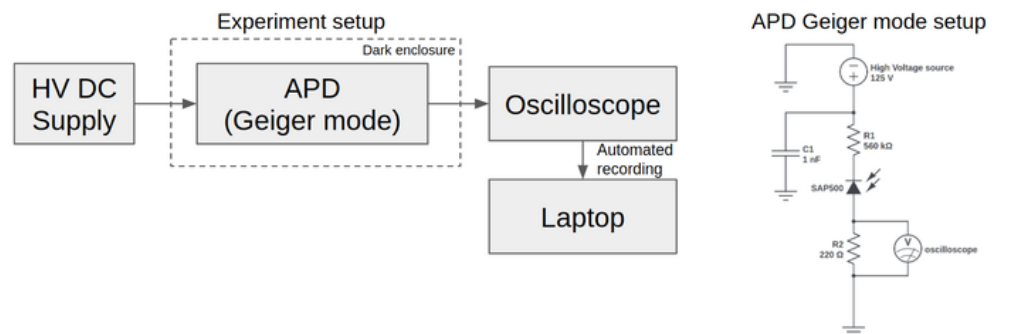 Experiment setup
Dark enclosure
HV DC
Supply
APD
(Geiger mode)
Oscilloscope
Automated
recording
Laptop
APD Geiger mode setup
High Voltage source
125 V
R1
560 kΩ
C1
1 nF
SAP500
R2
220 Ω
V
oscilloscope